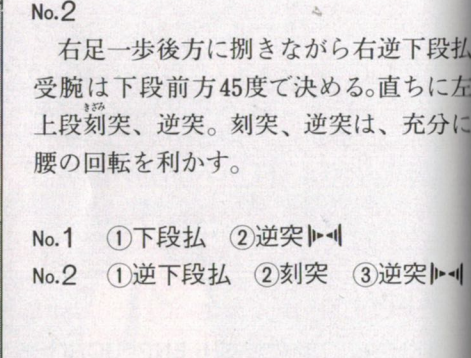 No.2
右足一歩後方に捌きながら右逆下段払
受腕は下段前方45度で決める。直ちに左
上段刻突、逆突。刻突、逆突は、充分に
きざみ
腰の回転を利かす。
No.1 ①下段払 ②逆突
No.2 ①逆下段払 ②刻突 ③逆突